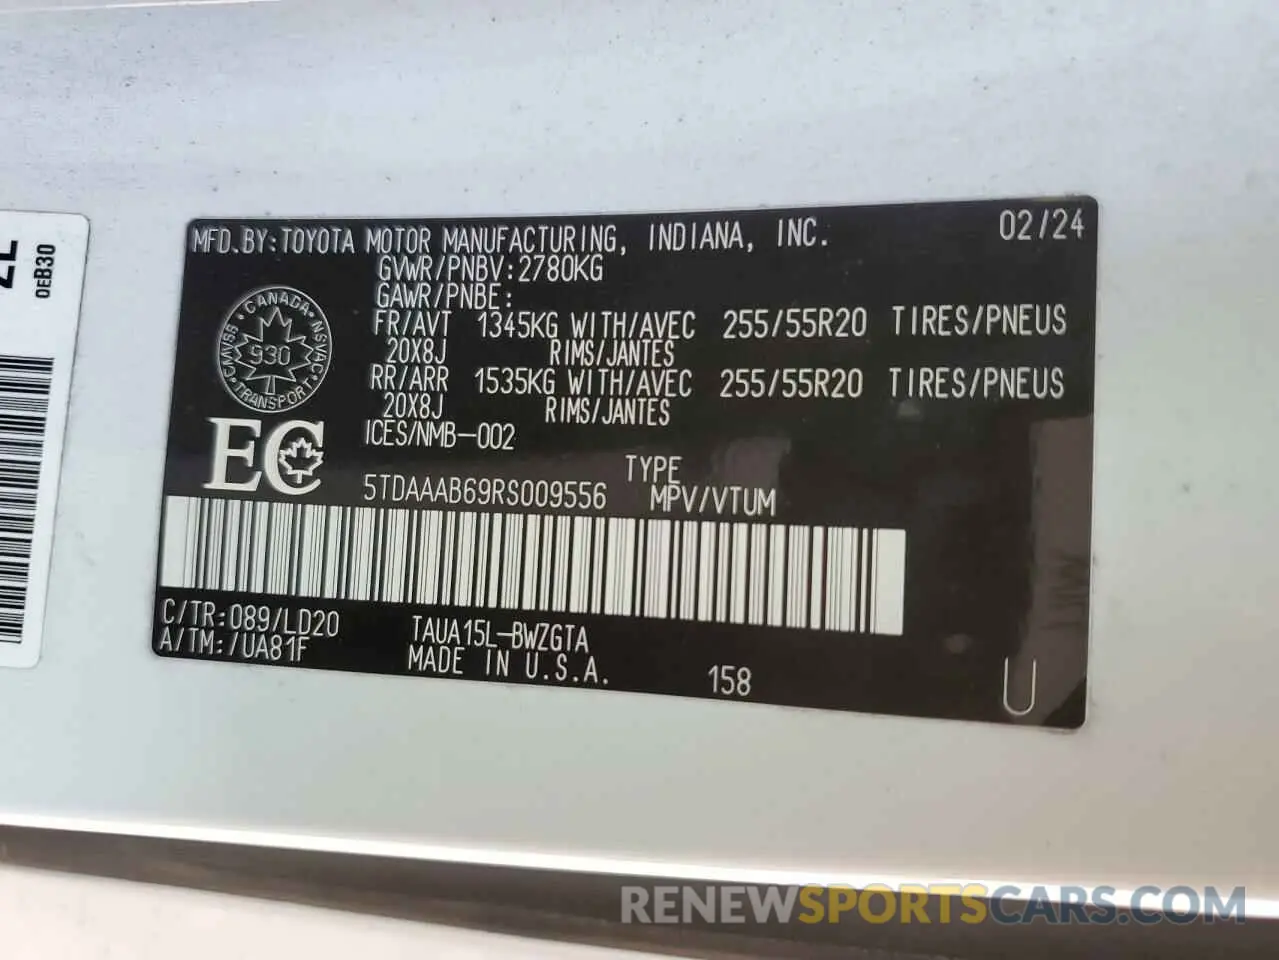 MFD.BY:TOYOTA MOTOR MANUFACTURING, INDIANA, INC. 02/24
GVWR/PNBV:2780KG
GAWR/PNBE:
FR/AVT 1345KG WITH/AVEC 255/55R20 TIRES/PNEUS
20X8J RIMS/JANTES
RR/ARR 1535KG WITH/AVEC 255/55R20 TIRES/PNEUS
20X8J RIMS/JANTES
ICES/NMB-002
CANADA
CMVSS 930 NSVAC
TRANSPORT
EC
TYPE
5TDAAAB69RS009556 MPV/VTUM
C/TR:089/LD20 TAUA15L-BWZGTA
A/TM:/UA81F MADE IN U.S.A. 158
U
0EB30
RENEWSPORTSCARS.COM